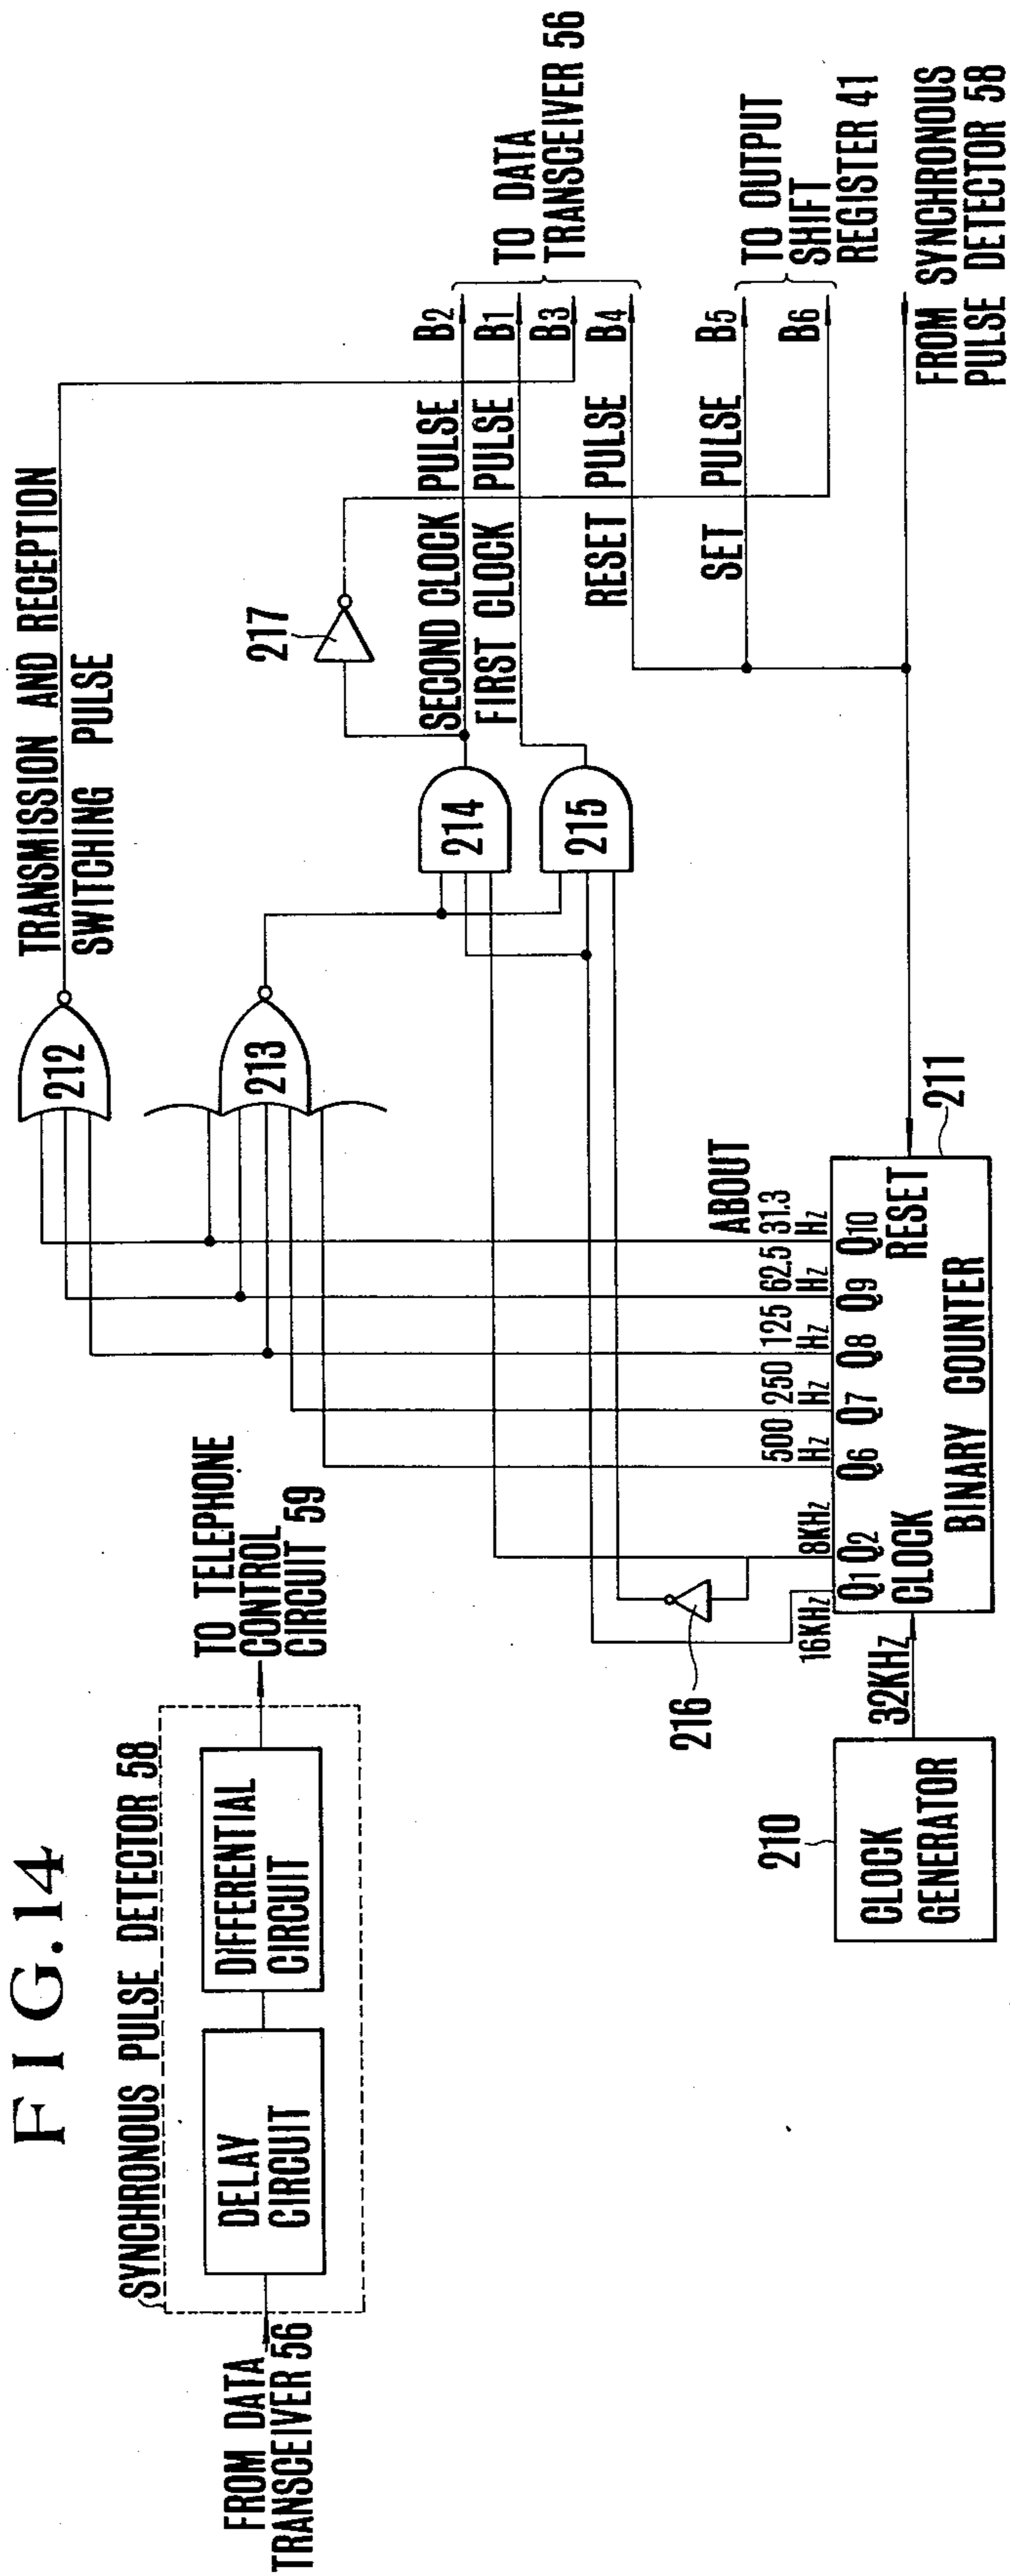 FIG.14
SYNCHRONOUS PULSE DETECTOR 58
FROM DATA
TRANSCEIVER 56
DELAY
CIRCUIT
DIFFERENTIAL
CIRCUIT
TO TELEPHONE
CONTROL
CIRCUIT 59
TRANSMISSION AND RECEPTION
SWITCHING PULSE
212
213
217
214
215
SECOND CLOCK PULSE
FIRST CLOCK PULSE
RESET PULSE
SET PULSE
B2
B1
B3
B4
B5
B6
TO DATA
TRANSCEIVER 56
TO OUTPUT
SHIFT
REGISTER 41
FROM SYNCHRONOUS
PULSE DETECTOR 58
216
210
CLOCK
GENERATOR
32KHz
16KHz
8KHz
500
Hz
250
Hz
125
Hz
62.5
Hz
ABOUT
31.3
Hz
Q1 Q2 Q6 Q7 Q8 Q9 Q10
CLOCK
RESET
BINARY COUNTER
211